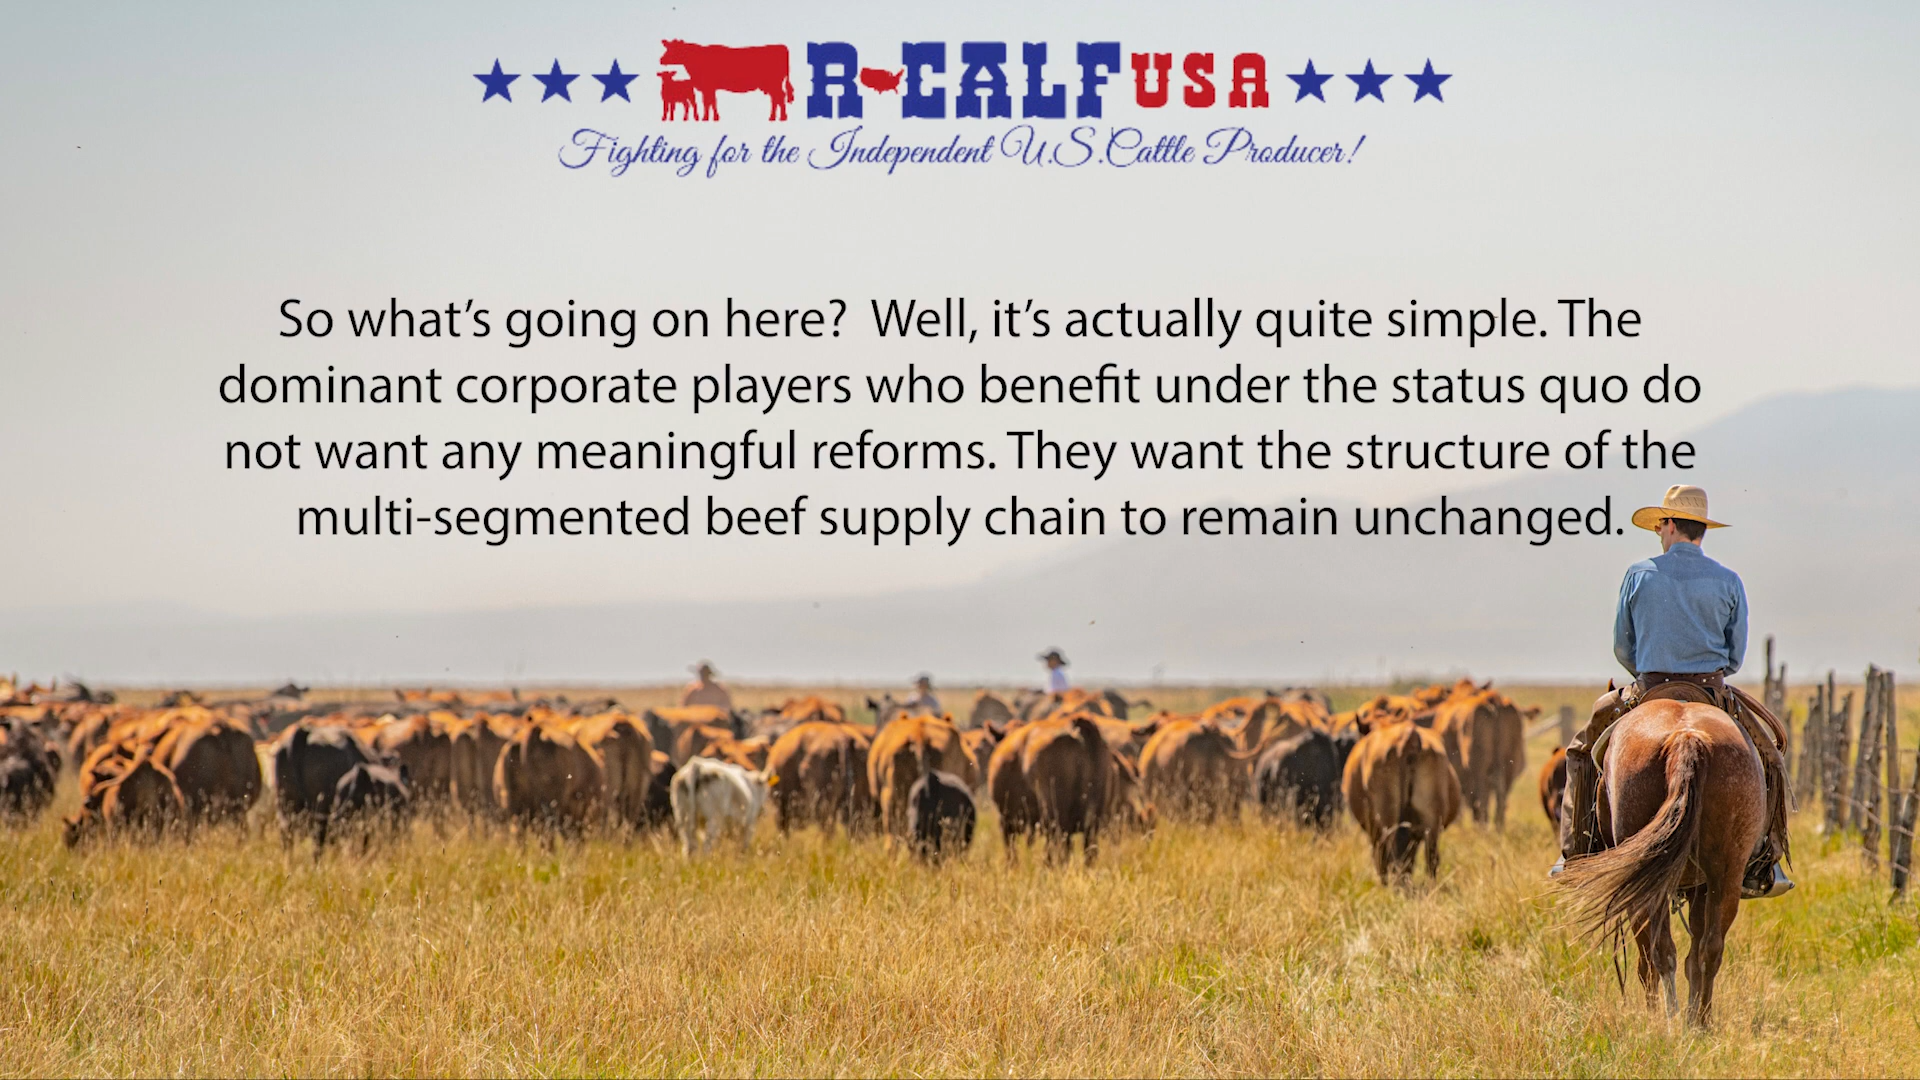 R-CALF USA
Fighting for the Independent U.S. Cattle Producer!
So what’s going on here?  Well, it’s actually quite simple. The
dominant corporate players who benefit under the status quo do
not want any meaningful reforms. They want the structure of the
multi-segmented beef supply chain to remain unchanged.